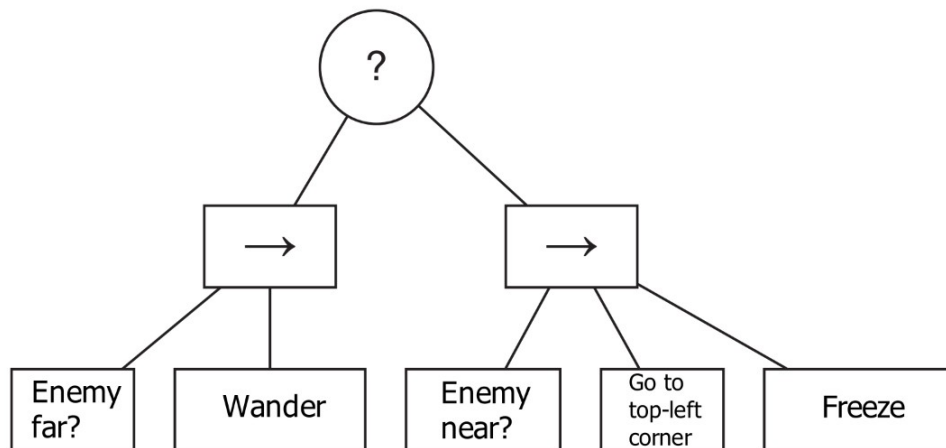 ?
→
→
Enemy
far?
Wander
Enemy
near?
Go to
top-left
corner
Freeze